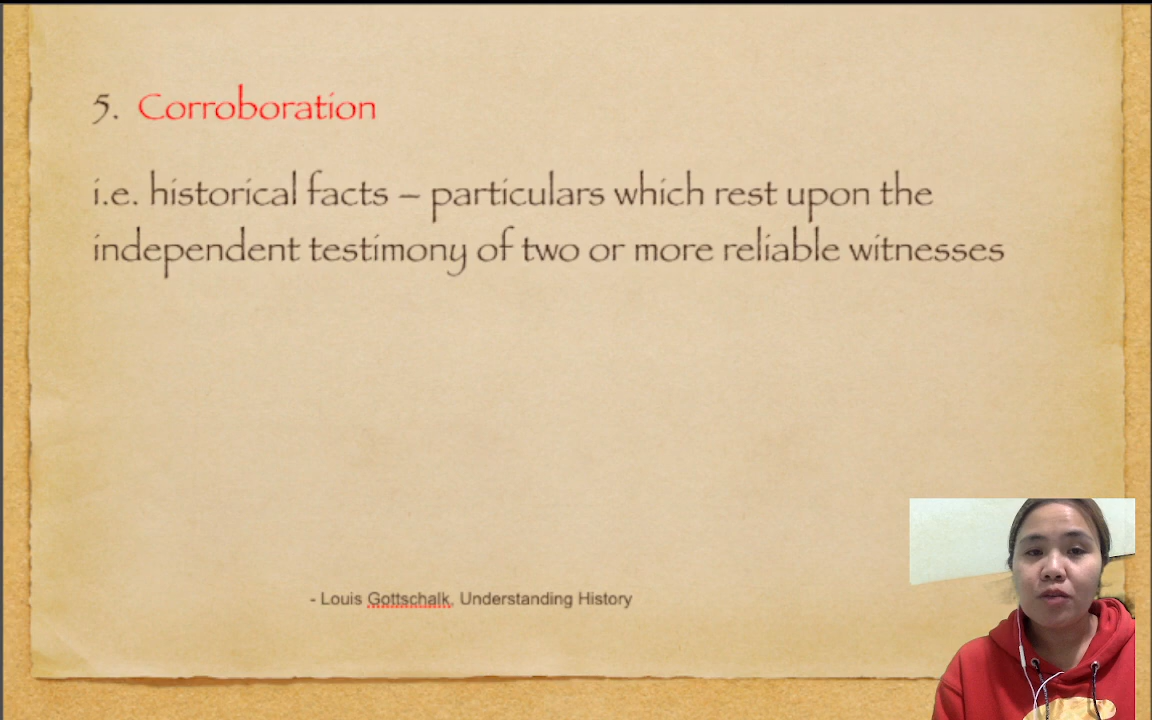 5. Corroboration
i.e. historical facts – particulars which rest upon the
independent testimony of two or more reliable witnesses
- Louis Gottschalk, Understanding History